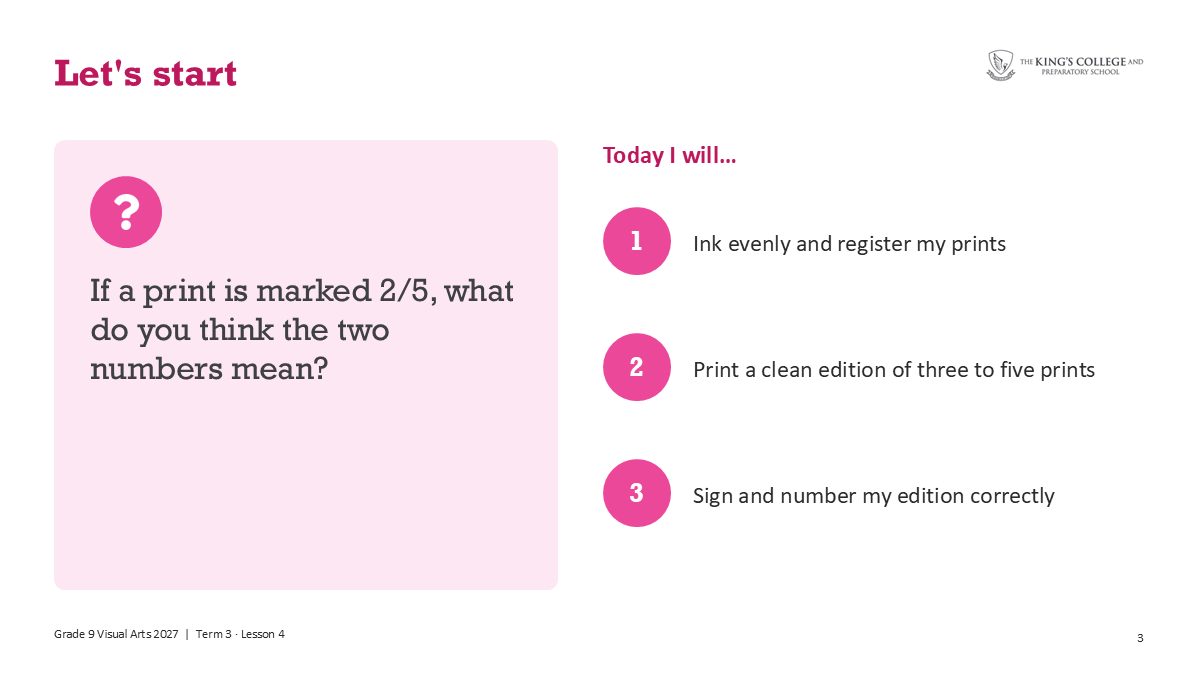 Let's start
THE KING'S COLLEGE AND
PREPARATORY SCHOOL
?
If a print is marked 2/5, what
do you think the two
numbers mean?
Today I will...
1
Ink evenly and register my prints
2
Print a clean edition of three to five prints
3
Sign and number my edition correctly
Grade 9 Visual Arts 2027 | Term 3 · Lesson 4
3